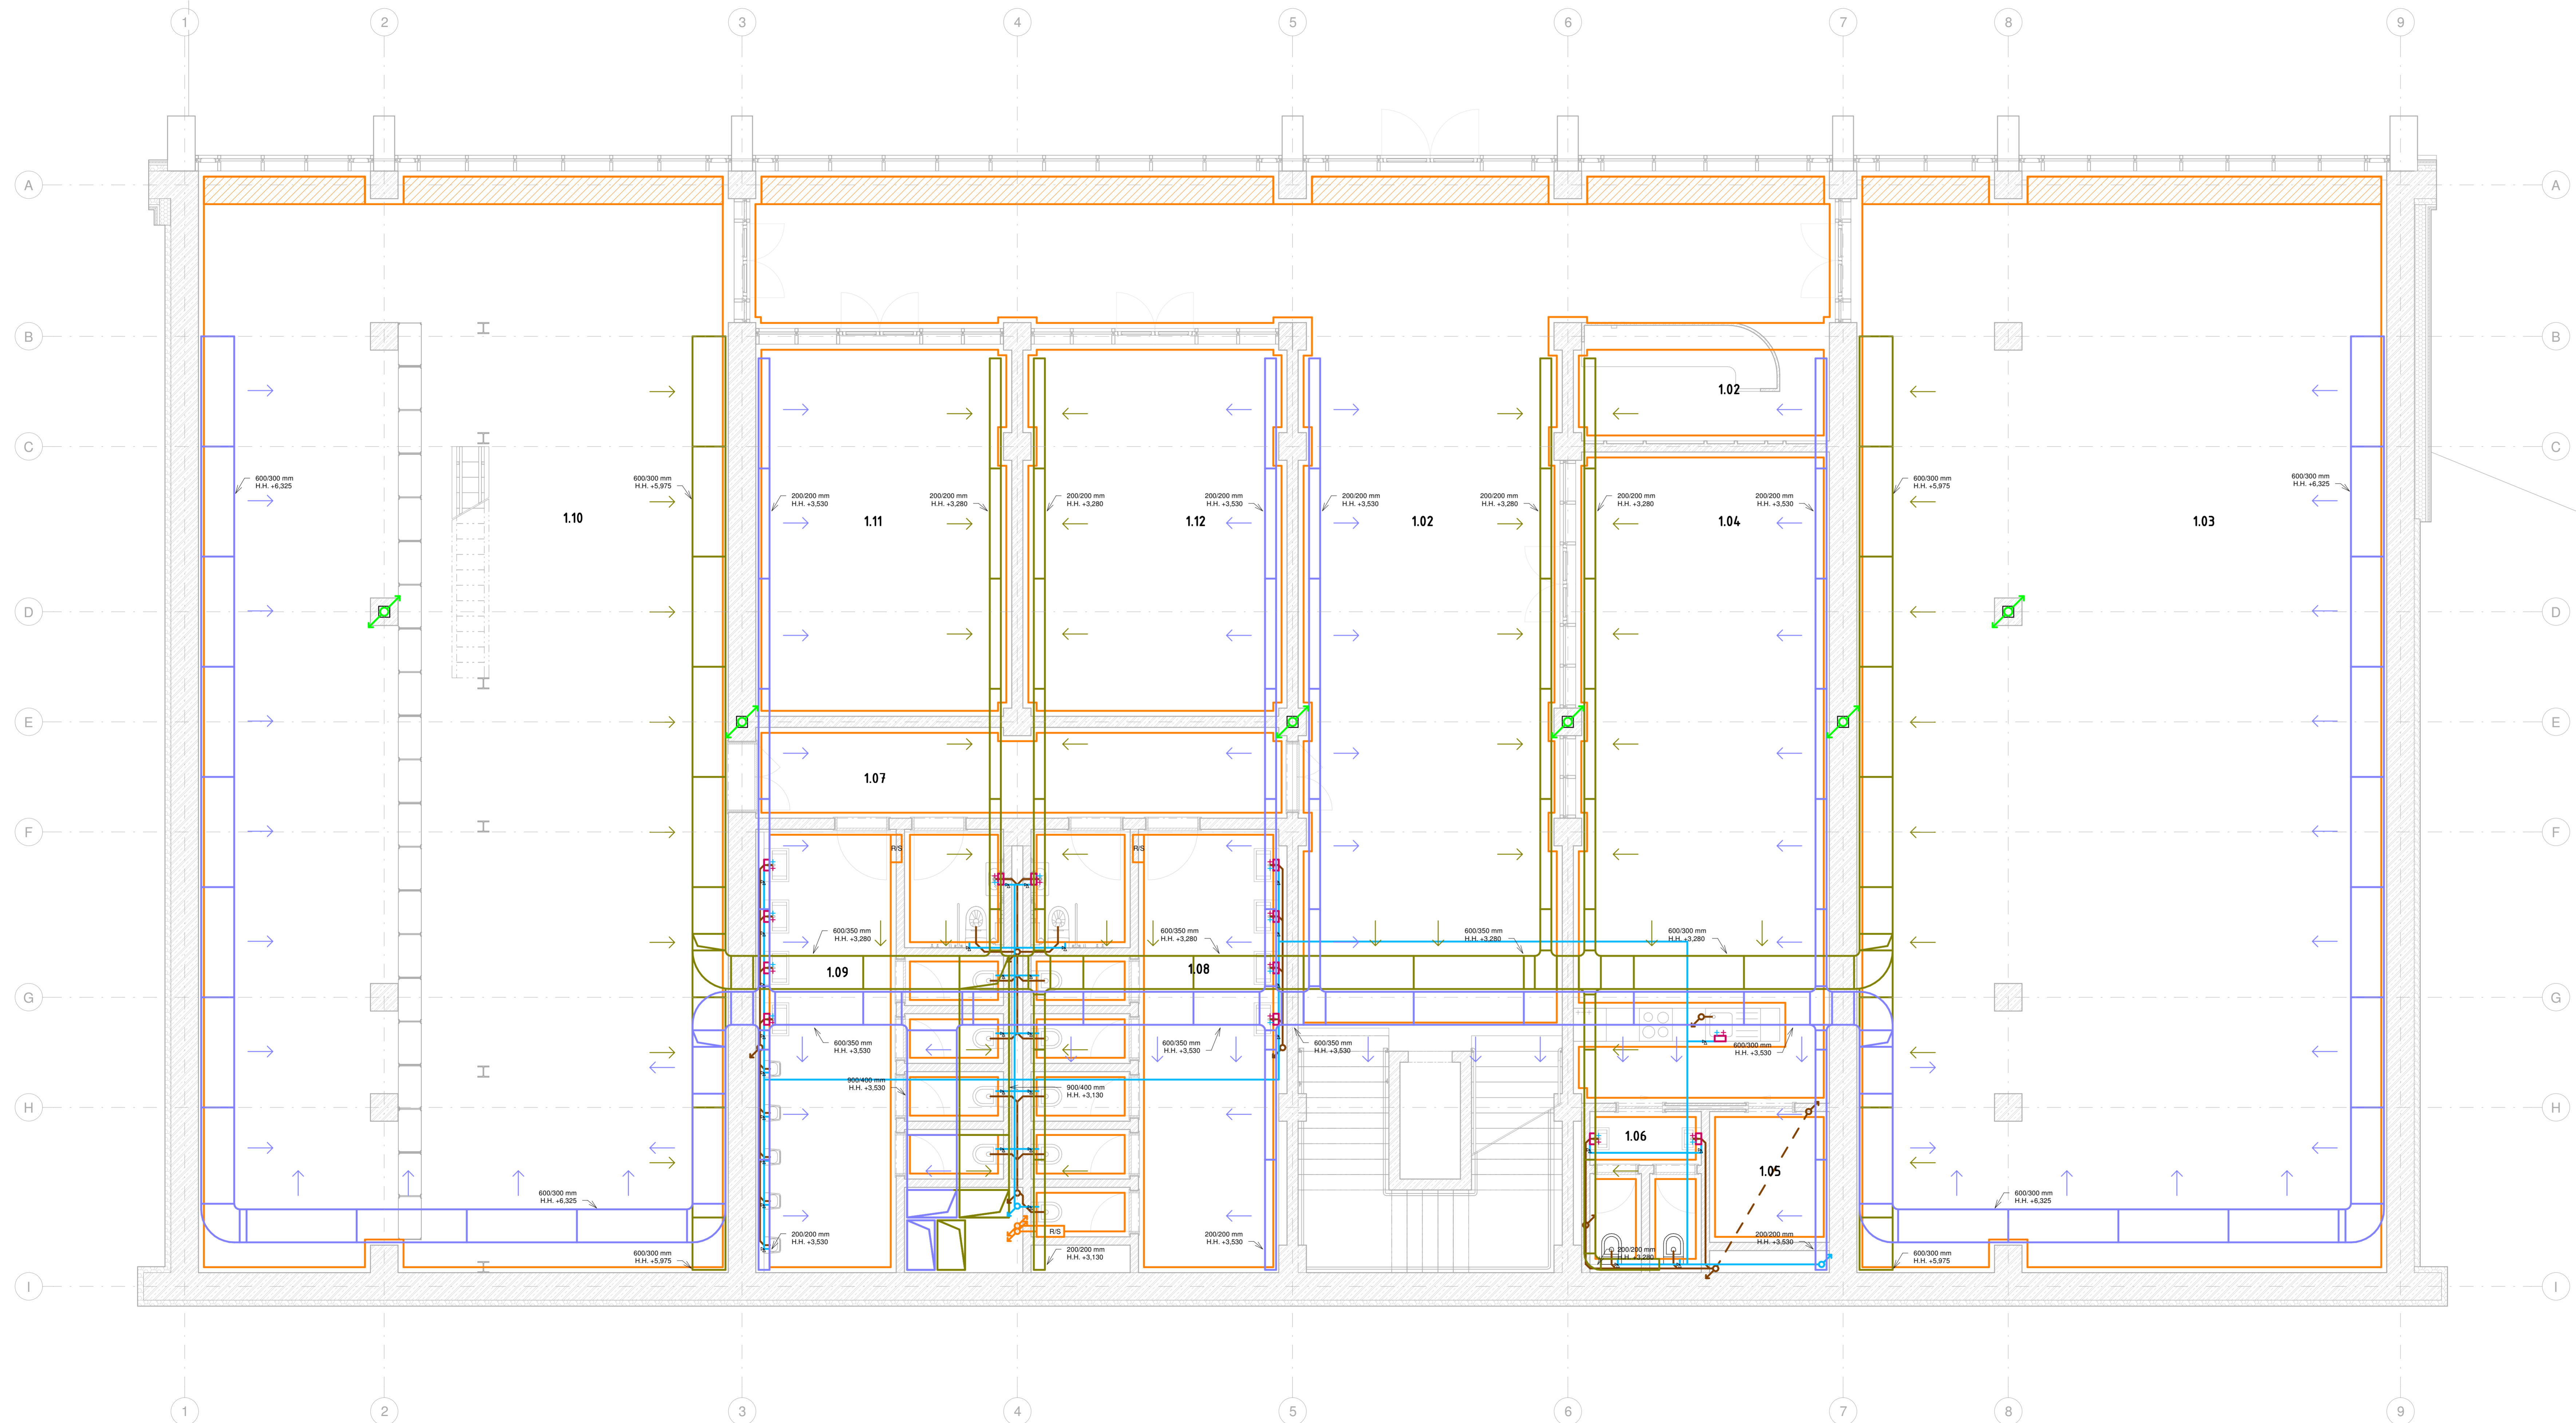 1 2 3 4 5 6 7 8 9
A A
B B
1.02
C C
600/300 mm
H.H. +6,325
600/300 mm
H.H. +5,975
600/300 mm
H.H. +5,975
600/300 mm
H.H. +6,325
200/200 mm
H.H. +3,530
200/200 mm
H.H. +3,280
200/200 mm
H.H. +3,280
200/200 mm
H.H. +3,530
200/200 mm
H.H. +3,530
200/200 mm
H.H. +3,280
200/200 mm
H.H. +3,280
200/200 mm
H.H. +3,530
1.10 1.11 1.12 1.02 1.04 1.03
D D
E E
1.07
F F
R/S R/S
600/350 mm
H.H. +3,280
600/350 mm
H.H. +3,280
600/350 mm
H.H. +3,280
600/300 mm
H.H. +3,280
1.09 1.08
G G
600/350 mm
H.H. +3,530
600/350 mm
H.H. +3,530
600/350 mm
H.H. +3,530
600/300 mm
H.H. +3,530
900/400 mm
H.H. +3,530
900/400 mm
H.H. +3,130
H H
1.06
1.05
600/300 mm
H.H. +6,325
600/300 mm
H.H. +6,325
R/S
200/200 mm
H.H. +3,530
200/200 mm
H.H. +3,130
200/200 mm
H.H. +3,530
200/200 mm
H.H. +3,280
200/200 mm
H.H. +3,530
600/300 mm
H.H. +5,975
600/300 mm
H.H. +5,975
I I
1 2 3 4 5 6 7 8 9